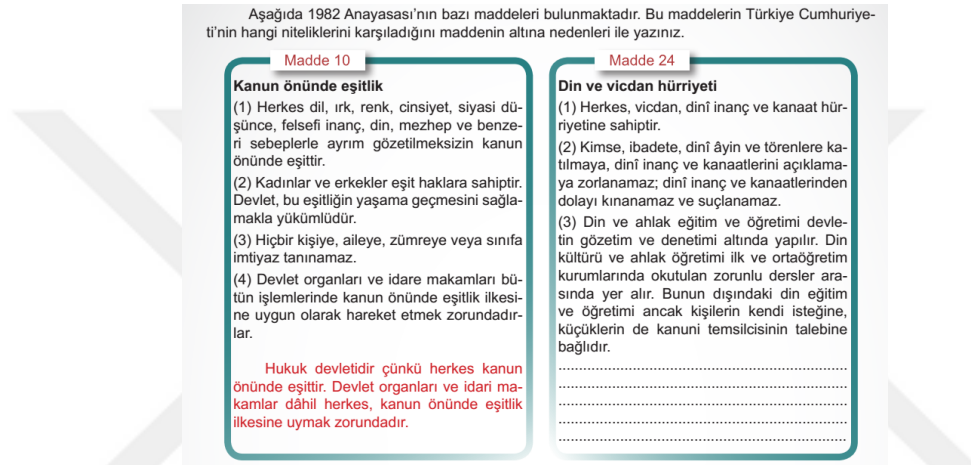 Aşağıda 1982 Anayasası’nın bazı maddeleri bulunmaktadır. Bu maddelerin Türkiye Cumhuriye-
ti’nin hangi niteliklerini karşıladığını maddenin altına nedenleri ile yazınız.
Madde 10
Kanun önünde eşitlik
(1) Herkes dil, ırk, renk, cinsiyet, siyasi dü-
şünce, felsefi inanç, din, mezhep ve benze-
ri sebeplerle ayrım gözetilmeksizin kanun
önünde eşittir.
(2) Kadınlar ve erkekler eşit haklara sahiptir.
Devlet, bu eşitliğin yaşama geçmesini sağla-
makla yükümlüdür.
(3) Hiçbir kişiye, aileye, zümreye veya sınıfa
imtiyaz tanınamaz.
(4) Devlet organları ve idare makamları bü-
tün işlemlerinde kanun önünde eşitlik ilkesi-
ne uygun olarak hareket etmek zorundadır-
lar.
Hukuk devletidir çünkü herkes kanun
önünde eşittir. Devlet organları ve idari ma-
kamlar dâhil herkes, kanun önünde eşitlik
ilkesine uymak zorundadır.
Madde 24
Din ve vicdan hürriyeti
(1) Herkes, vicdan, dinî inanç ve kanaat hür-
riyetine sahiptir.
(2) Kimse, ibadete, dinî âyin ve törenlere ka-
tılmaya, dinî inanç ve kanaatlerini açıklama-
ya zorlanamaz; dinî inanç ve kanaatlerinden
dolayı kınanamaz ve suçlanamaz.
(3) Din ve ahlak eğitim ve öğretimi devle-
tin gözetim ve denetimi altında yapılır. Din
kültürü ve ahlak öğretimi ilk ve ortaöğretim
kurumlarında okutulan zorunlu dersler ara-
sında yer alır. Bunun dışındaki din eğitim
ve öğretimi ancak kişilerin kendi isteğine,
küçüklerin de kanuni temsilcisinin talebine
bağlıdır.